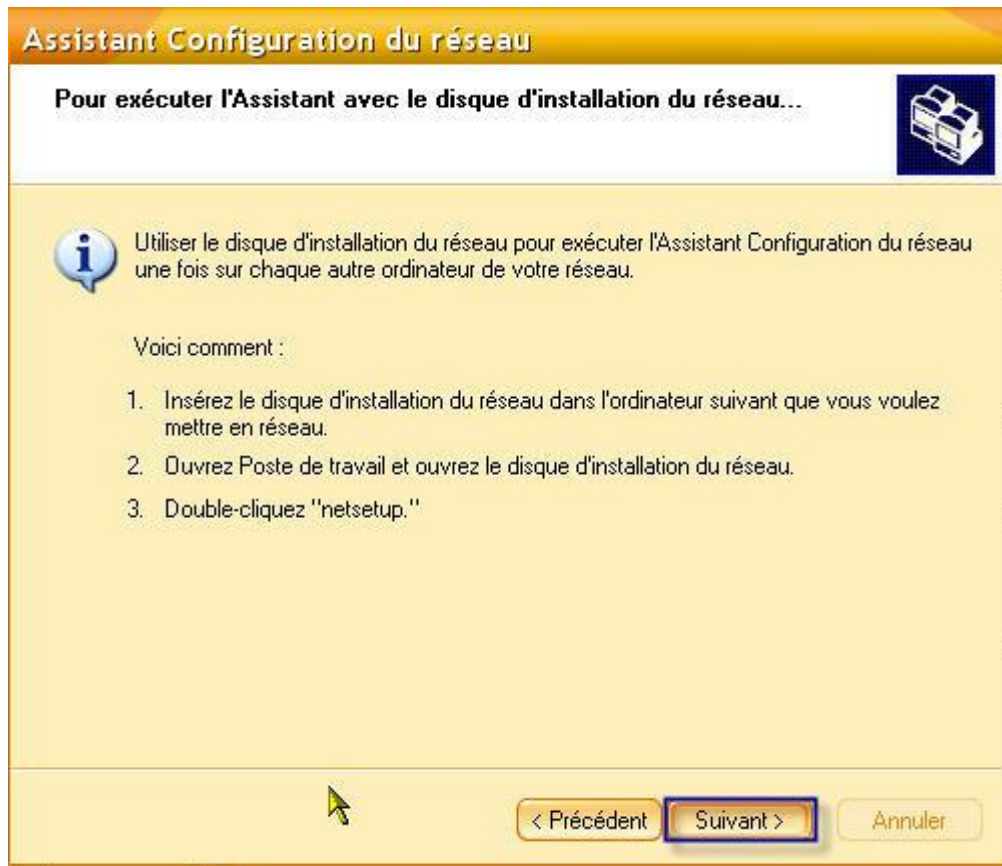 Assistant Configuration du réseau
Pour exécuter l'Assistant avec le disque d'installation du réseau...
Utiliser le disque d'installation du réseau pour exécuter l'Assistant Configuration du réseau
une fois sur chaque autre ordinateur de votre réseau.
Voici comment :
1. Insérez le disque d'installation du réseau dans l'ordinateur suivant que vous voulez
mettre en réseau.
2. Ouvrez Poste de travail et ouvrez le disque d'installation du réseau.
3. Double-cliquez "netsetup."
< Précédent Suivant > Annuler